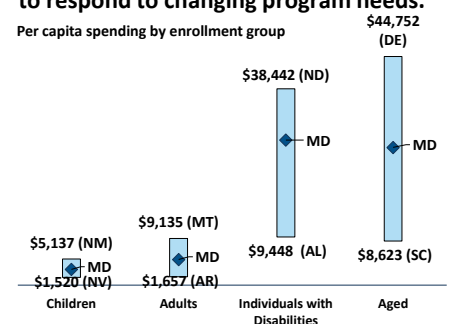 to respond to changing program needs.
Per capita spending by enrollment group
$44,752
(DE)
$38,442 (ND)
MD
MD
$9,135 (MT)
$5,137 (NM)
MD
MD
$9,448 (AL)
$8,623 (SC)
$1,520 (NV)
$1,657 (AR)
Children
Adults
Individuals with
Disabilities
Aged